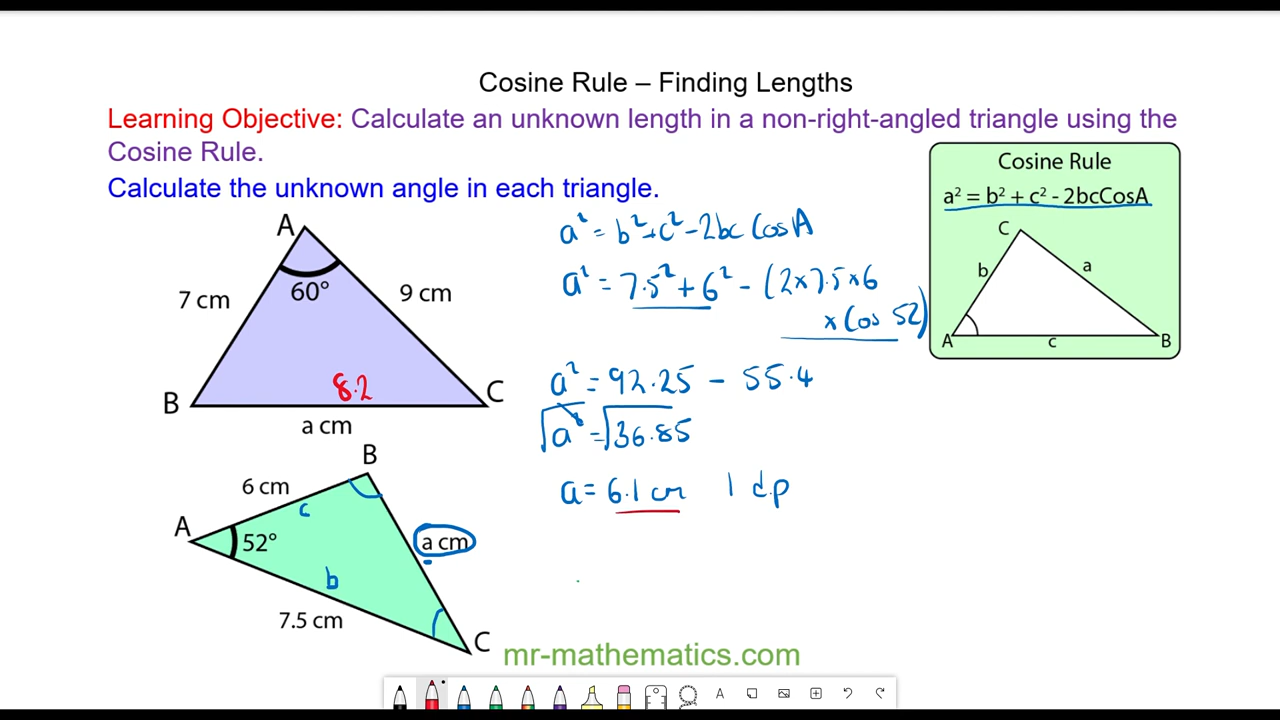 Cosine Rule – Finding Lengths
Learning Objective: Calculate an unknown length in a non-right-angled triangle using the
Cosine Rule.
Calculate the unknown angle in each triangle.
Cosine Rule
a² = b² + c² - 2bcCosA
C
b
a
A
c
B
A
7 cm
60°
9 cm
8.2
B
C
a cm
a² = b² + c² - 2bc Cos A
a² = 7.5² + 6² - (2×7.5×6
× Cos 52)
a² = 92.25 - 55.4
√a² = √36.85
a = 6.1 cm 1 d.p
B
6 cm
c
A
52°
a cm
b
7.5 cm
C
mr-mathematics.com
A